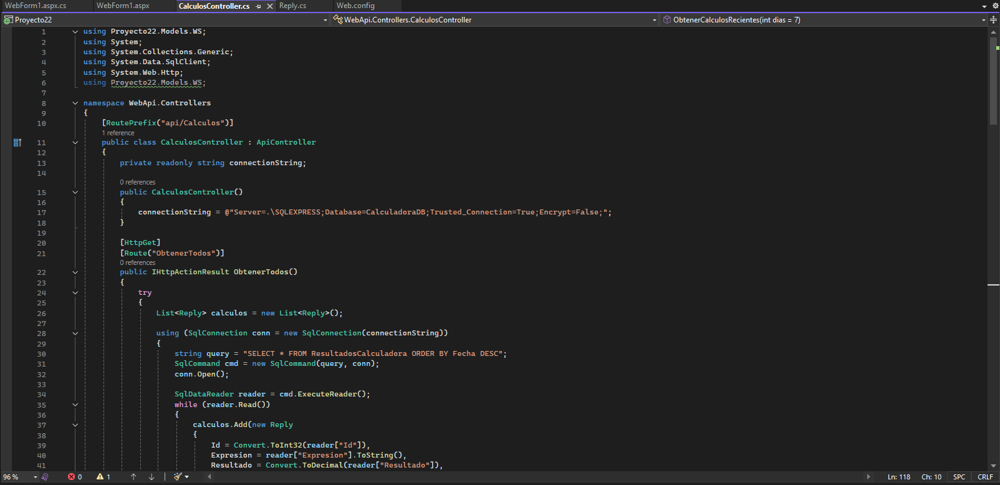 WebForm1.aspx.cs WebForm1.aspx CalculosController.cs Reply.cs Web.config
Proyecto22 WebApi.Controllers.CalculosController ObtenerCalculosRecientes(int dias = 7)
1 using Proyecto22.Models.WS;
2 using System;
3 using System.Collections.Generic;
4 using System.Data.SqlClient;
5 using System.Web.Http;
6 using Proyecto22.Models.WS;
7
8 namespace WebApi.Controllers
9 {
10 [RoutePrefix("api/Calculos")]
1 reference
11 public class CalculosController : ApiController
12 {
13 private readonly string connectionString;
14
0 references
15 public CalculosController()
16 {
17 connectionString = @"Server=.\SQLEXPRESS;Database=CalculadoraDB;Trusted_Connection=True;Encrypt=False;";
18 }
19
20 [HttpGet]
21 [Route("ObtenerTodos")]
0 references
22 public IHttpActionResult ObtenerTodos()
23 {
24 try
25 {
26 List<Reply> calculos = new List<Reply>();
27
28 using (SqlConnection conn = new SqlConnection(connectionString))
29 {
30 string query = "SELECT * FROM ResultadosCalculadora ORDER BY Fecha DESC";
31 SqlCommand cmd = new SqlCommand(query, conn);
32 conn.Open();
33
34 SqlDataReader reader = cmd.ExecuteReader();
35 while (reader.Read())
36 {
37 calculos.Add(new Reply
38 {
39 Id = Convert.ToInt32(reader["Id"]),
40 Expresion = reader["Expresion"].ToString(),
41 Resultado = Convert.ToDecimal(reader["Resultado"]),
96 % 0 1 Ln: 118 Ch: 10 SPC CRLF